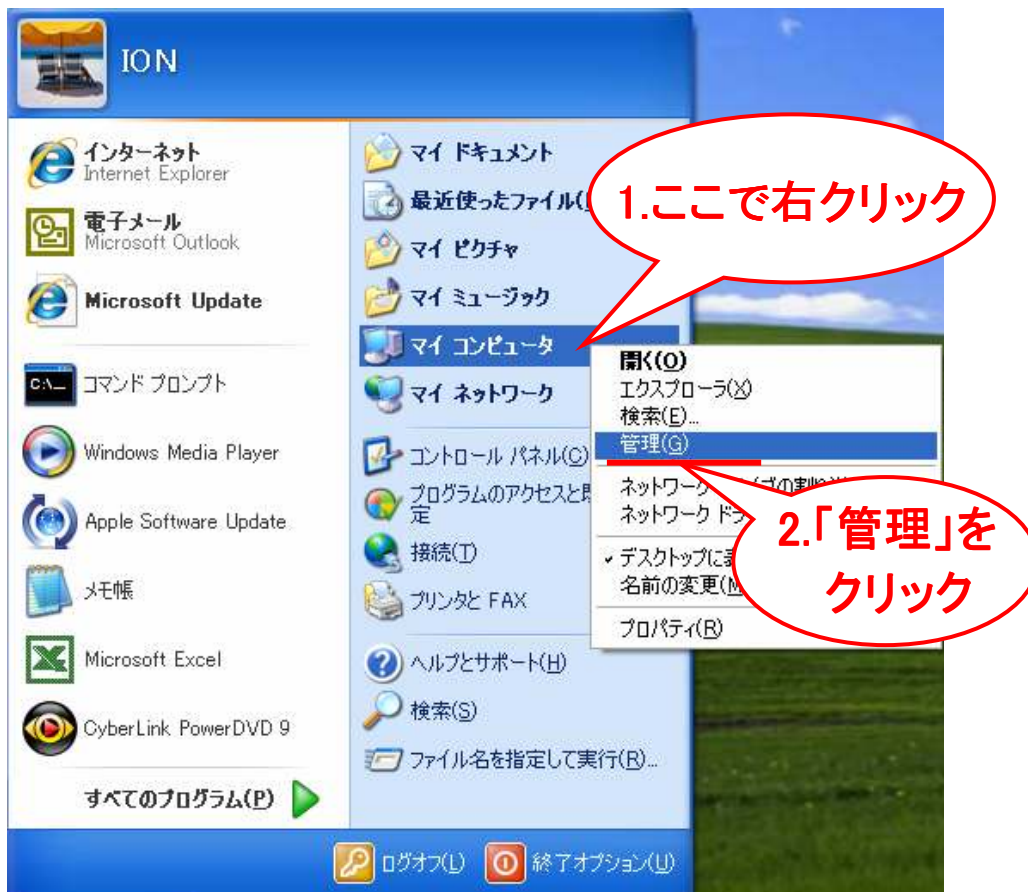 ION
インターネット
Internet Explorer
電子メール
Microsoft Outlook
Microsoft Update
コマンド プロンプト
Windows Media Player
Apple Software Update
メモ帳
Microsoft Excel
CyberLink PowerDVD 9
すべてのプログラム(P)
マイ ドキュメント
最近使ったファイル(
マイ ピクチャ
マイ ミュージック
マイ コンピュータ
マイ ネットワーク
コントロール パネル(C)
プログラムのアクセスと
定
接続(T)
プリンタと FAX
ヘルプとサポート(H)
検索(S)
ファイル名を指定して実行(R)...
1.ここで右クリック
開く(O)
エクスプローラ(X)
検索(E)...
管理(G)
ネットワーク
ネットワーク ド
デスクトップに
名前の変更(M
プロパティ(R)
2.「管理」を
クリック
ログオフ(L)
終了オプション(U)
C:\_